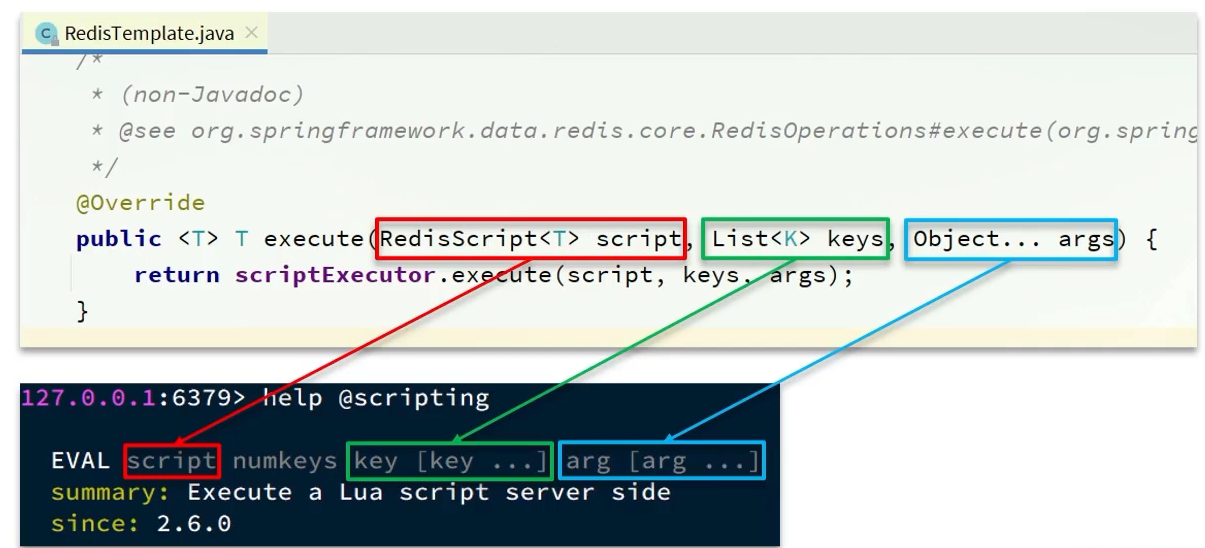 RedisTemplate.java
/*
* (non-Javadoc)
* @see org.springframework.data.redis.core.RedisOperations#execute(org.spring
*/
@Override
public <T> T execute(RedisScript<T> script, List<K> keys, Object... args) {
return scriptExecutor.execute(script, keys, args);
}
127.0.0.1:6379> help @scripting
EVAL script numkeys key [key ...] arg [arg ...]
summary: Execute a Lua script server side
since: 2.6.0